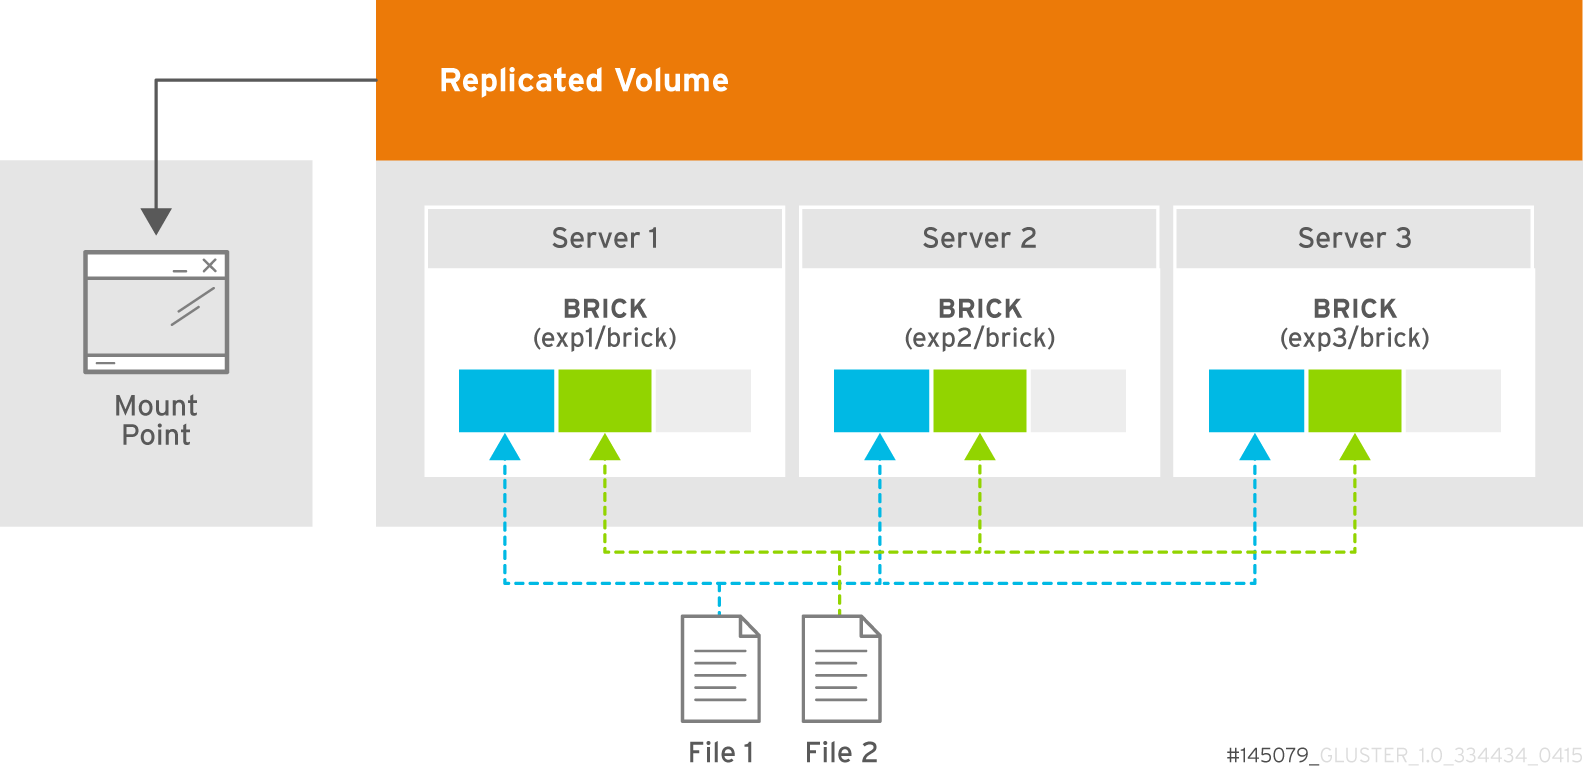 Replicated Volume
Server 1
Server 2
Server 3
BRICK
(exp1/brick)
BRICK
(exp2/brick)
BRICK
(exp3/brick)
Mount
Point
File 1
File 2
#145079_GLUSTER_1.0_334434_0415